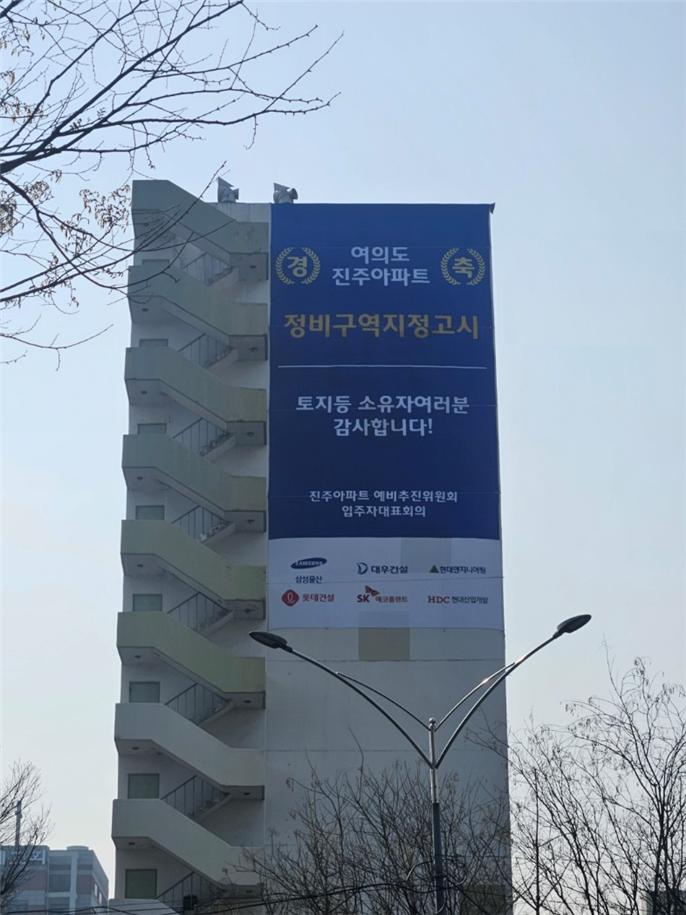 경 축
여의도
진주아파트
정비구역지정고시
토지등 소유자여러분
감사합니다!
진주아파트 예비추진위원회
입주자대표회의
SAMSUNG
삼성물산
대우건설
현대엔지니어링
롯데건설
SK 에코플랜트
HDC 현대산업개발